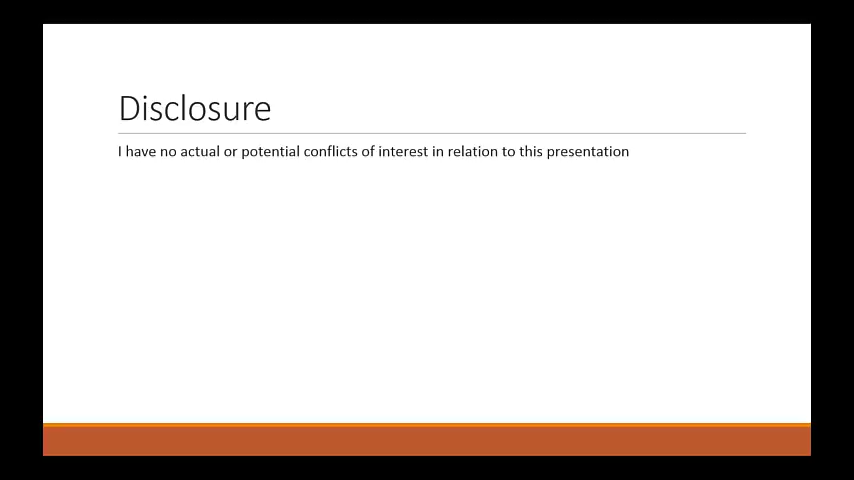 Disclosure
I have no actual or potential conflicts of interest in relation to this presentation